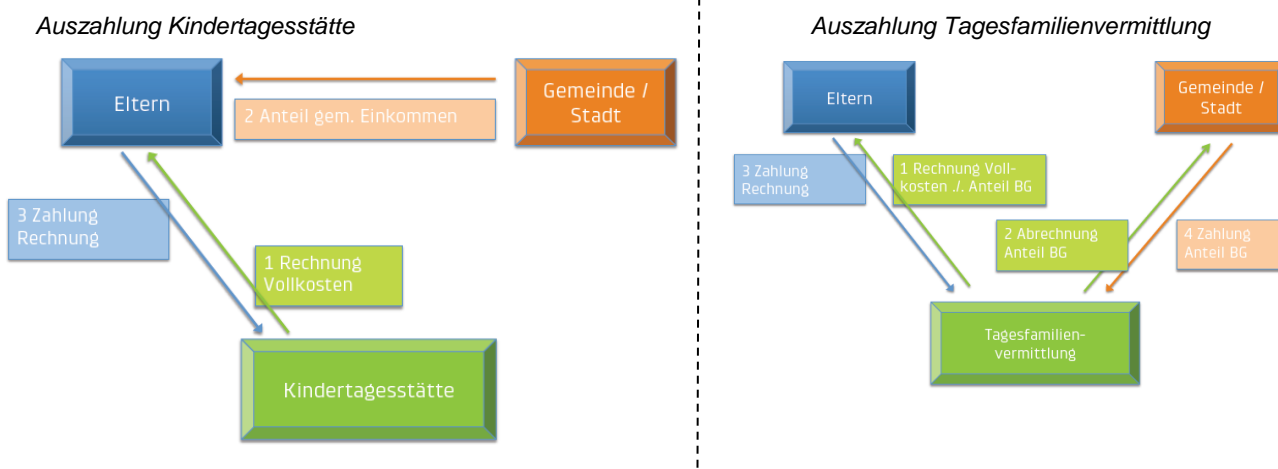 Auszahlung Kindertagesstätte
Eltern
Gemeinde /
Stadt
2 Anteil gem. Einkommen
3 Zahlung
Rechnung
1 Rechnung
Vollkosten
Kindertagesstätte
Auszahlung Tagesfamilienvermittlung
Eltern
Gemeinde /
Stadt
3 Zahlung
Rechnung
1 Rechnung Voll-
kosten ./. Anteil BG
2 Abrechnung
Anteil BG
4 Zahlung
Anteil BG
Tagesfamilien-
vermittlung